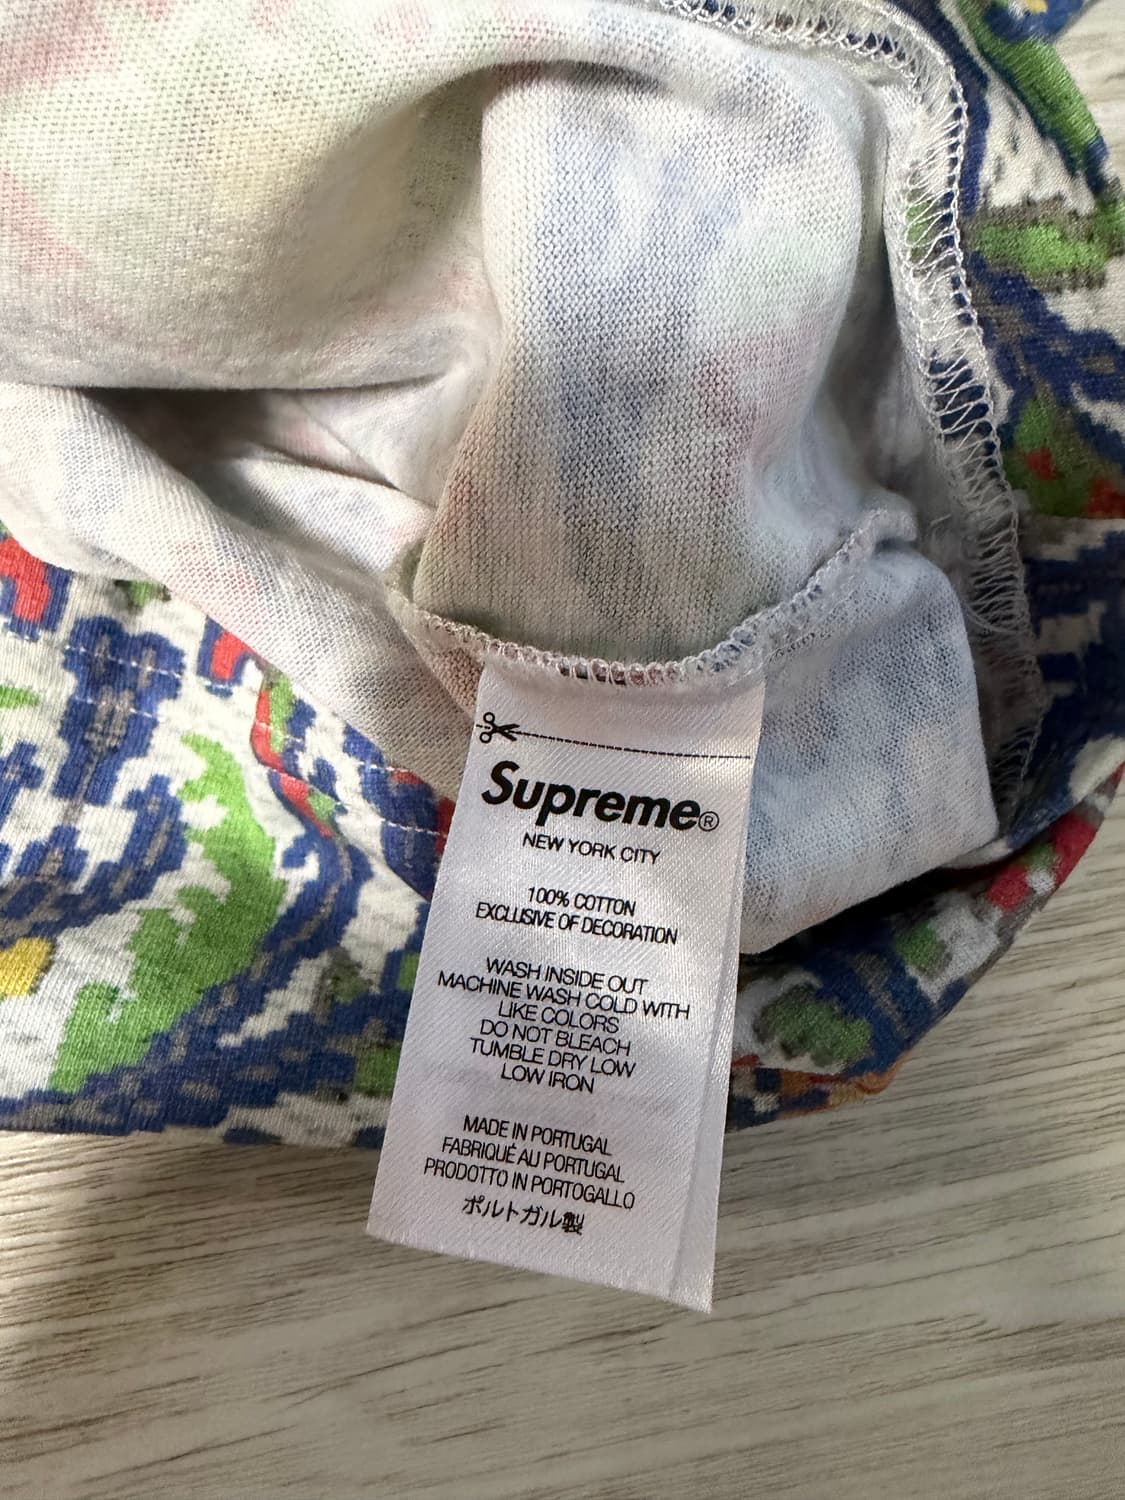 Supreme®
NEW YORK CITY
100% COTTON
EXCLUSIVE OF DECORATION
WASH INSIDE OUT
MACHINE WASH COLD WITH
LIKE COLORS
DO NOT BLEACH
TUMBLE DRY LOW
LOW IRON
MADE IN PORTUGAL
FABRIQUÉ AU PORTUGAL
PRODOTTO IN PORTOGALLO
ポルトガル製